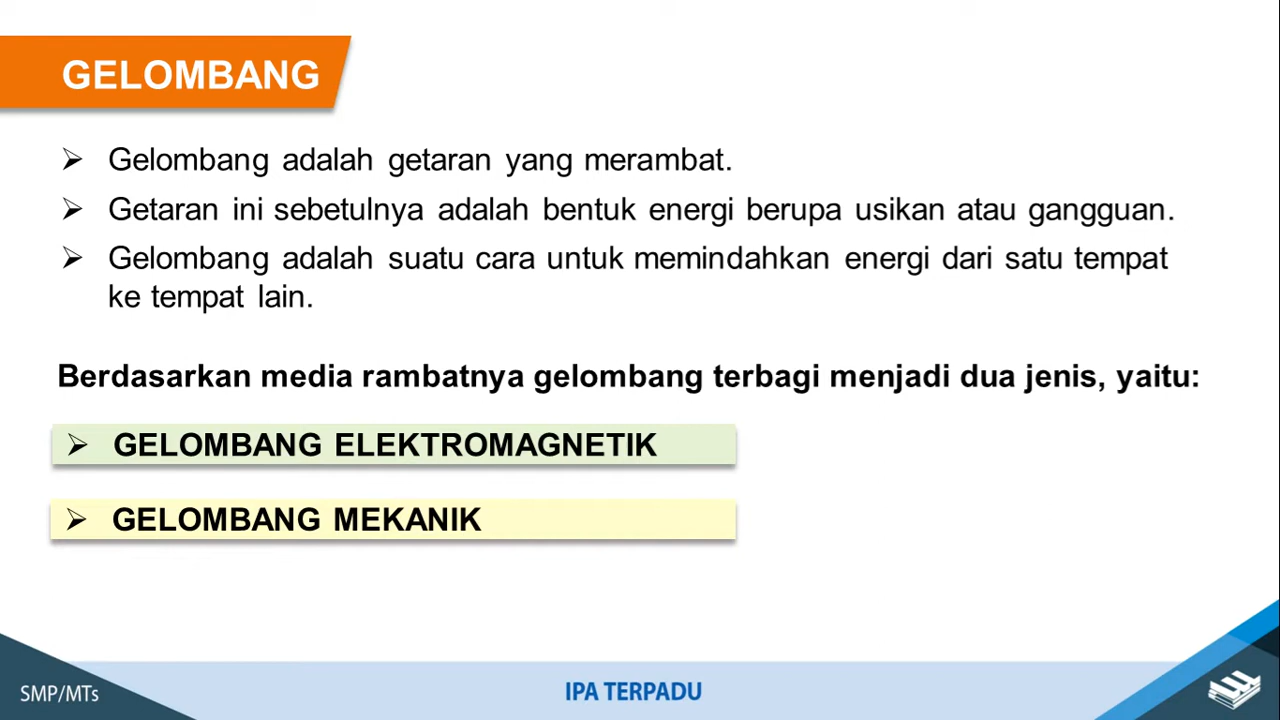 GELOMBANG
➢ Gelombang adalah getaran yang merambat.
➢ Getaran ini sebetulnya adalah bentuk energi berupa usikan atau gangguan.
➢ Gelombang adalah suatu cara untuk memindahkan energi dari satu tempat
ke tempat lain.
Berdasarkan media rambatnya gelombang terbagi menjadi dua jenis, yaitu:
➢ GELOMBANG ELEKTROMAGNETIK
➢ GELOMBANG MEKANIK
SMP/MTs
IPA TERPADU